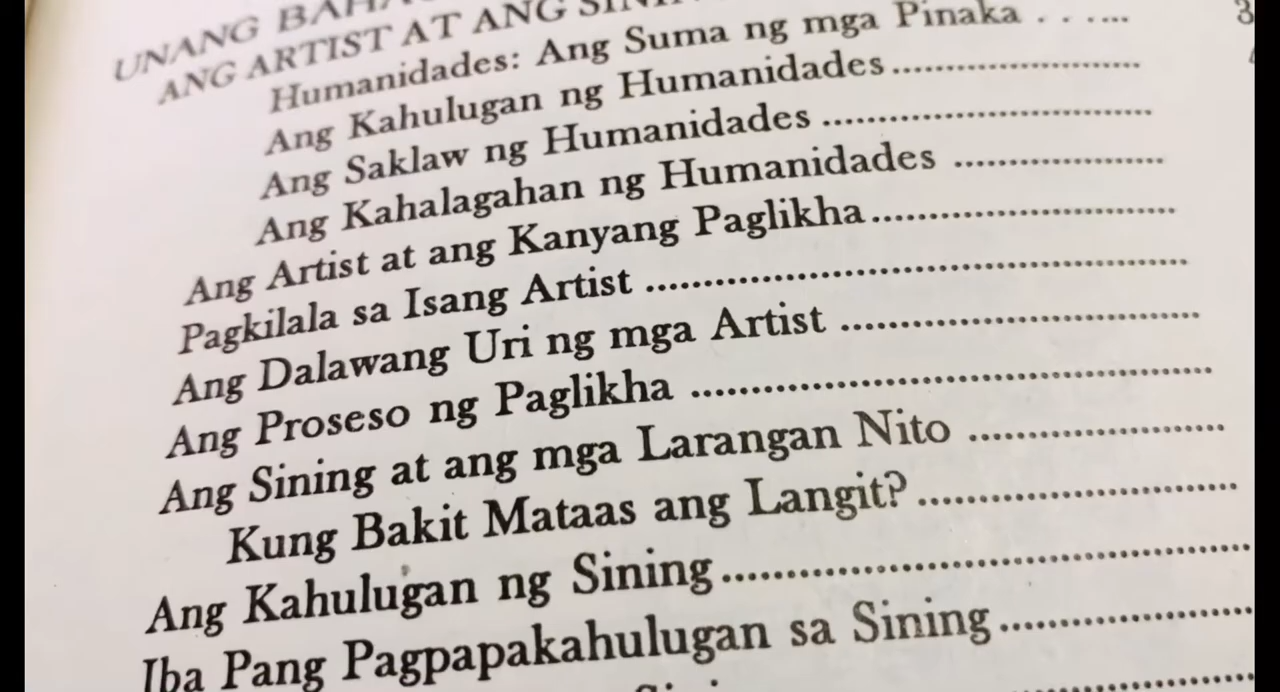 UNANG
ANG ARTIST AT ANG
Humanidades: Ang Suma ng mga Pinaka . . ..... 3
Ang Kahulugan ng Humanidades ........................
Ang Saklaw ng Humanidades ................................
Ang Kahalagahan ng Humanidades ....................
Ang Artist at ang Kanyang Paglikha ............................
Pagkilala sa Isang Artist .................................................
Ang Dalawang Uri ng mga Artist ................................
Ang Proseso ng Paglikha ..............................................
Ang Sining at ang mga Larangan Nito .......................
Kung Bakit Mataas ang Langit? ............................
Ang Kahulugan ng Sining ..............................................
Iba Pang Pagpapakahulugan sa Sining ......................